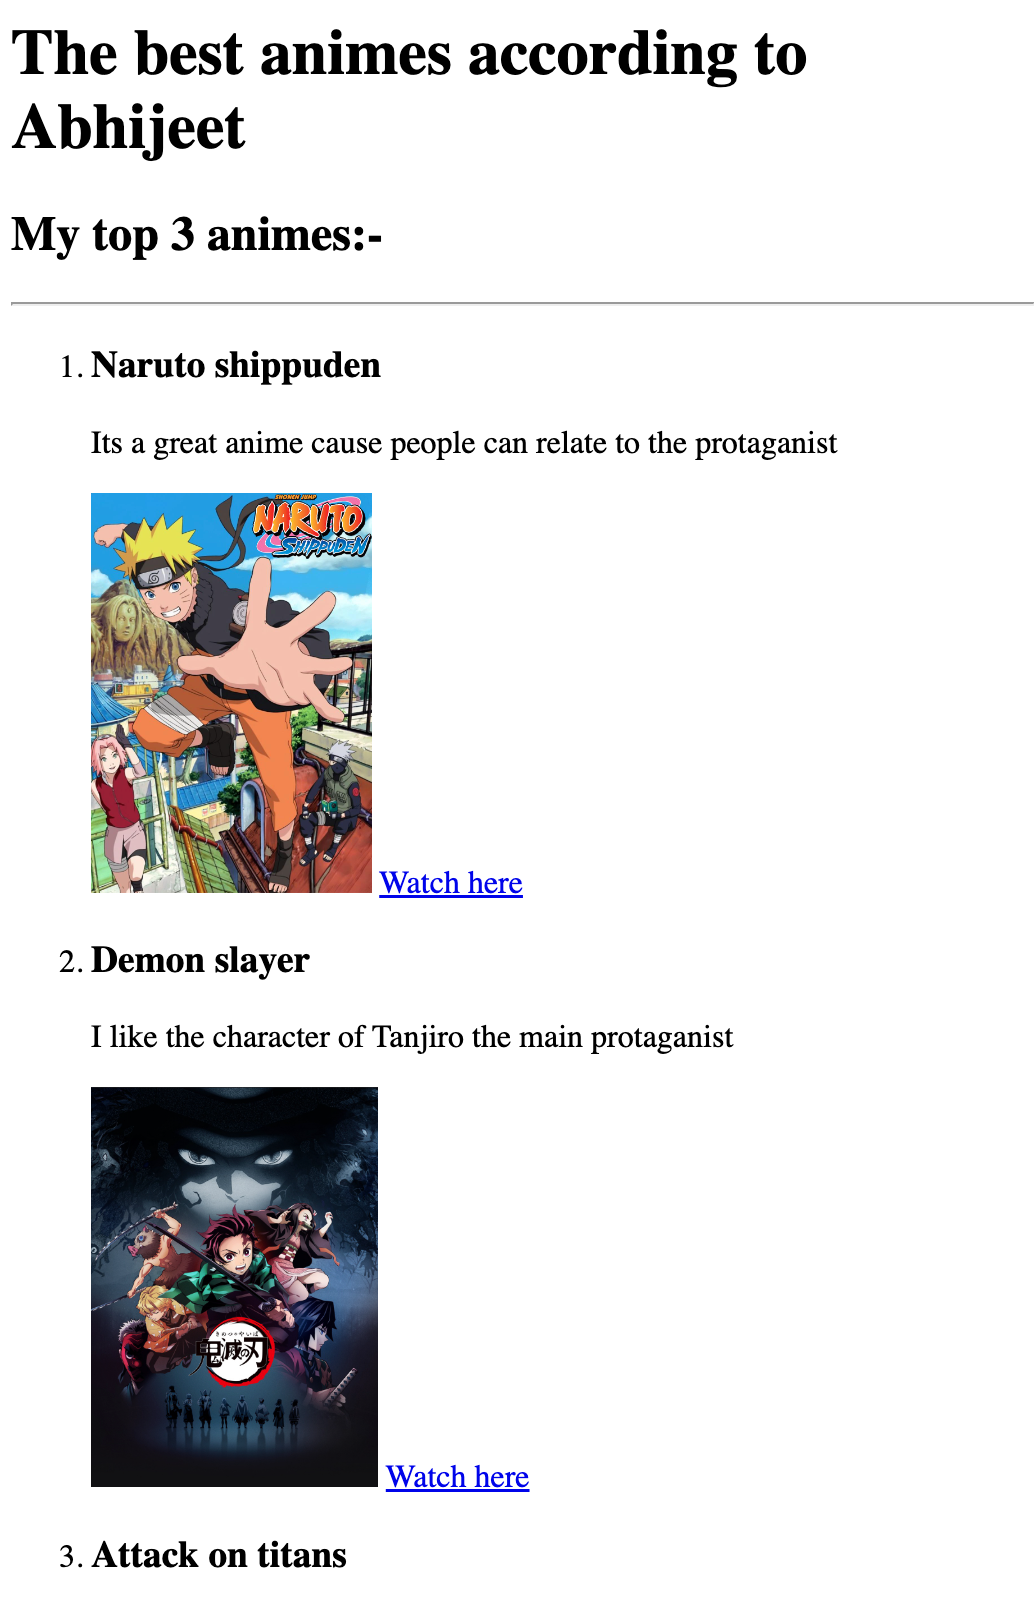 The best animes according to
Abhijeet
My top 3 animes:-
1. Naruto shippuden
Its a great anime cause people can relate to the protaganist
SHONEN JUMP
NARUTO
SHIPPUDEN
Watch here
2. Demon slayer
I like the character of Tanjiro the main protaganist
きめつのやいば
鬼滅の刃
Watch here
3. Attack on titans